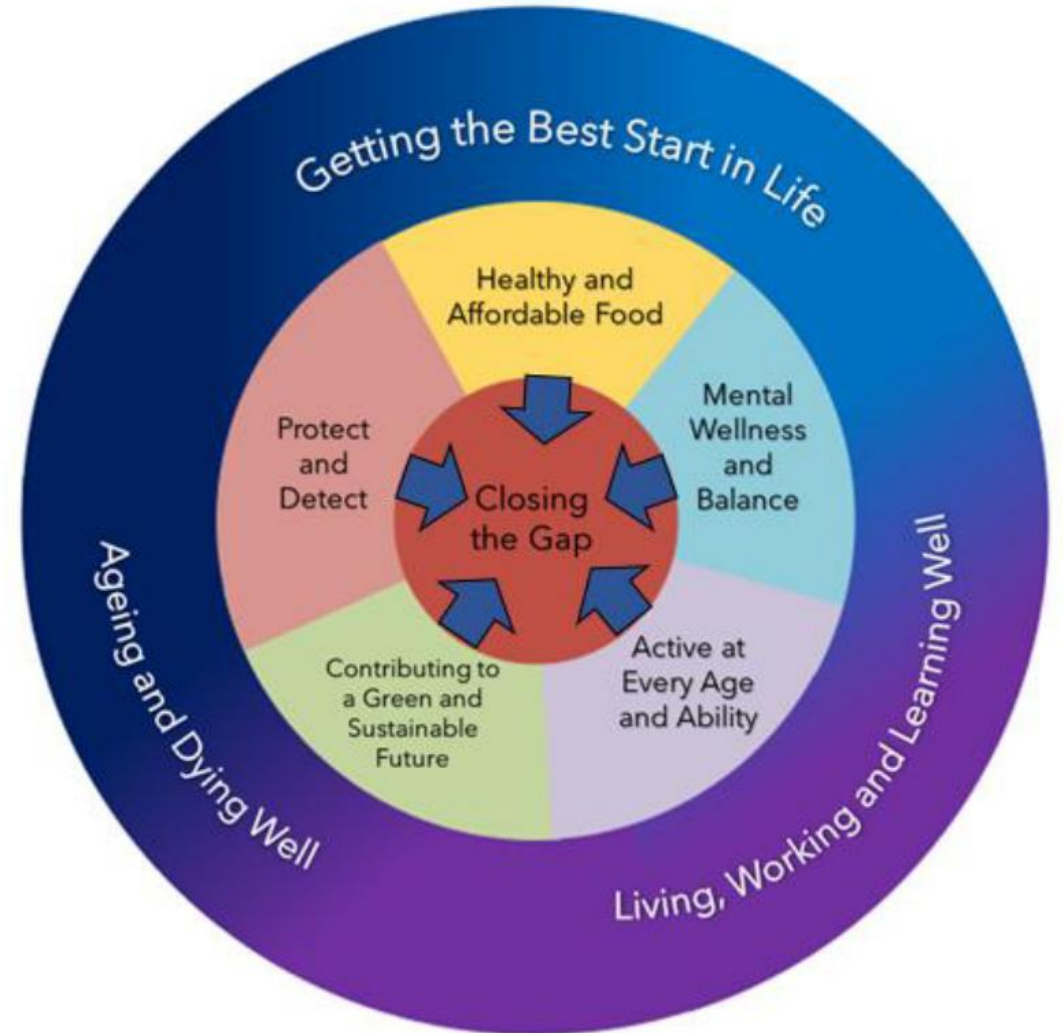 Getting the Best Start in Life
Healthy and
Affordable Food
Mental
Wellness
and
Balance
Protect
and
Detect
Closing
the Gap
Active at
Every Age
and Ability
Contributing to
a Green and
Sustainable
Future
Living, Working and Learning Well
Ageing and Dying Well